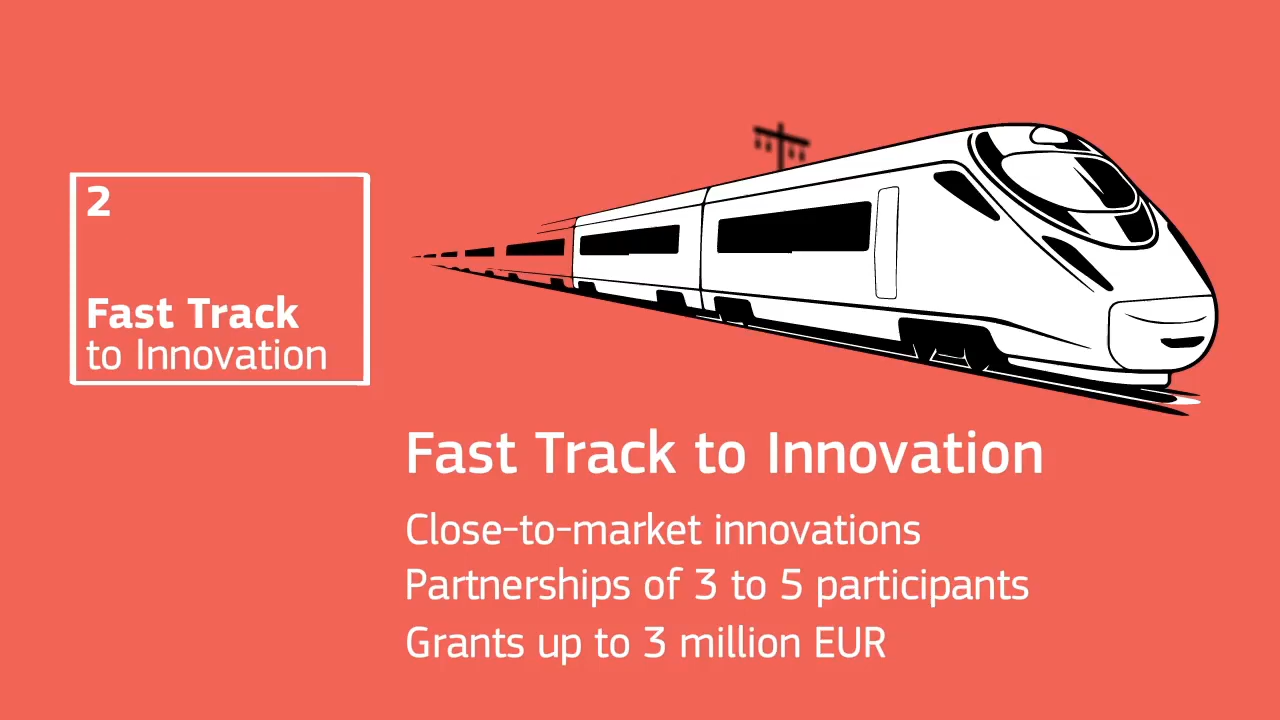 2
Fast Track
to Innovation
Fast Track to Innovation
Close-to-market innovations
Partnerships of 3 to 5 participants
Grants up to 3 million EUR